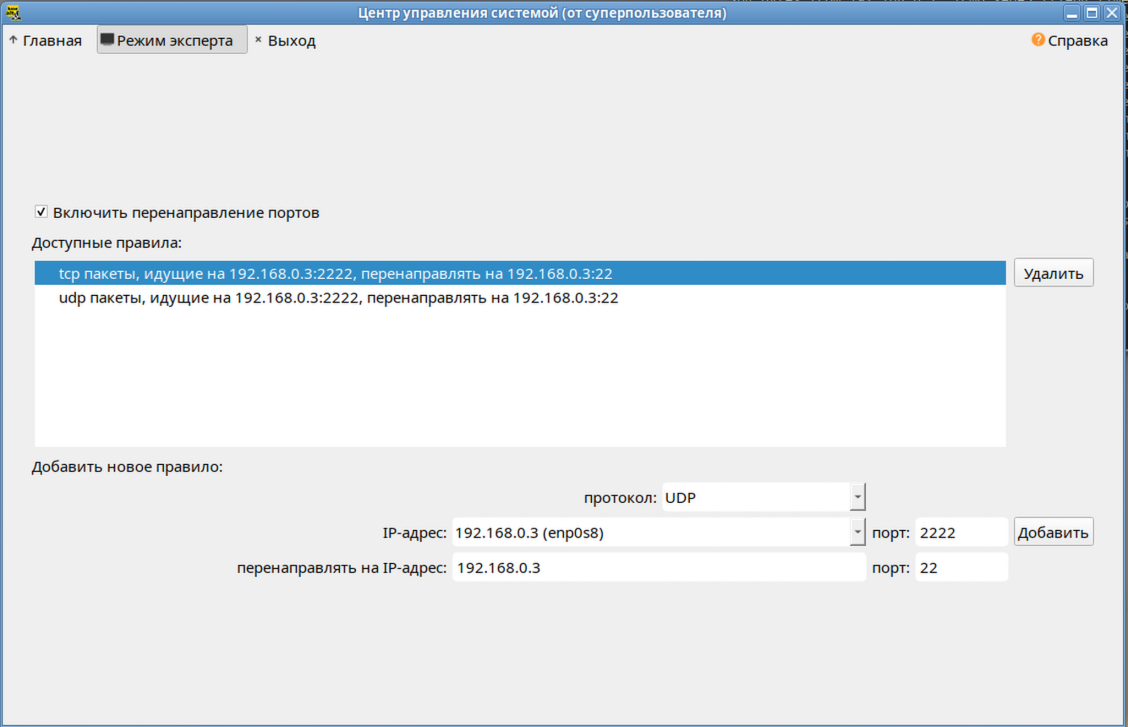 Центр управления системой (от суперпользователя)
Главная Режим эксперта Выход Справка
Включить перенаправление портов
Доступные правила:
tcp пакеты, идущие на 192.168.0.3:2222, перенаправлять на 192.168.0.3:22 Удалить
udp пакеты, идущие на 192.168.0.3:2222, перенаправлять на 192.168.0.3:22
Добавить новое правило:
протокол: UDP
IP-адрес: 192.168.0.3 (enp0s8) порт: 2222 Добавить
перенаправлять на IP-адрес: 192.168.0.3 порт: 22